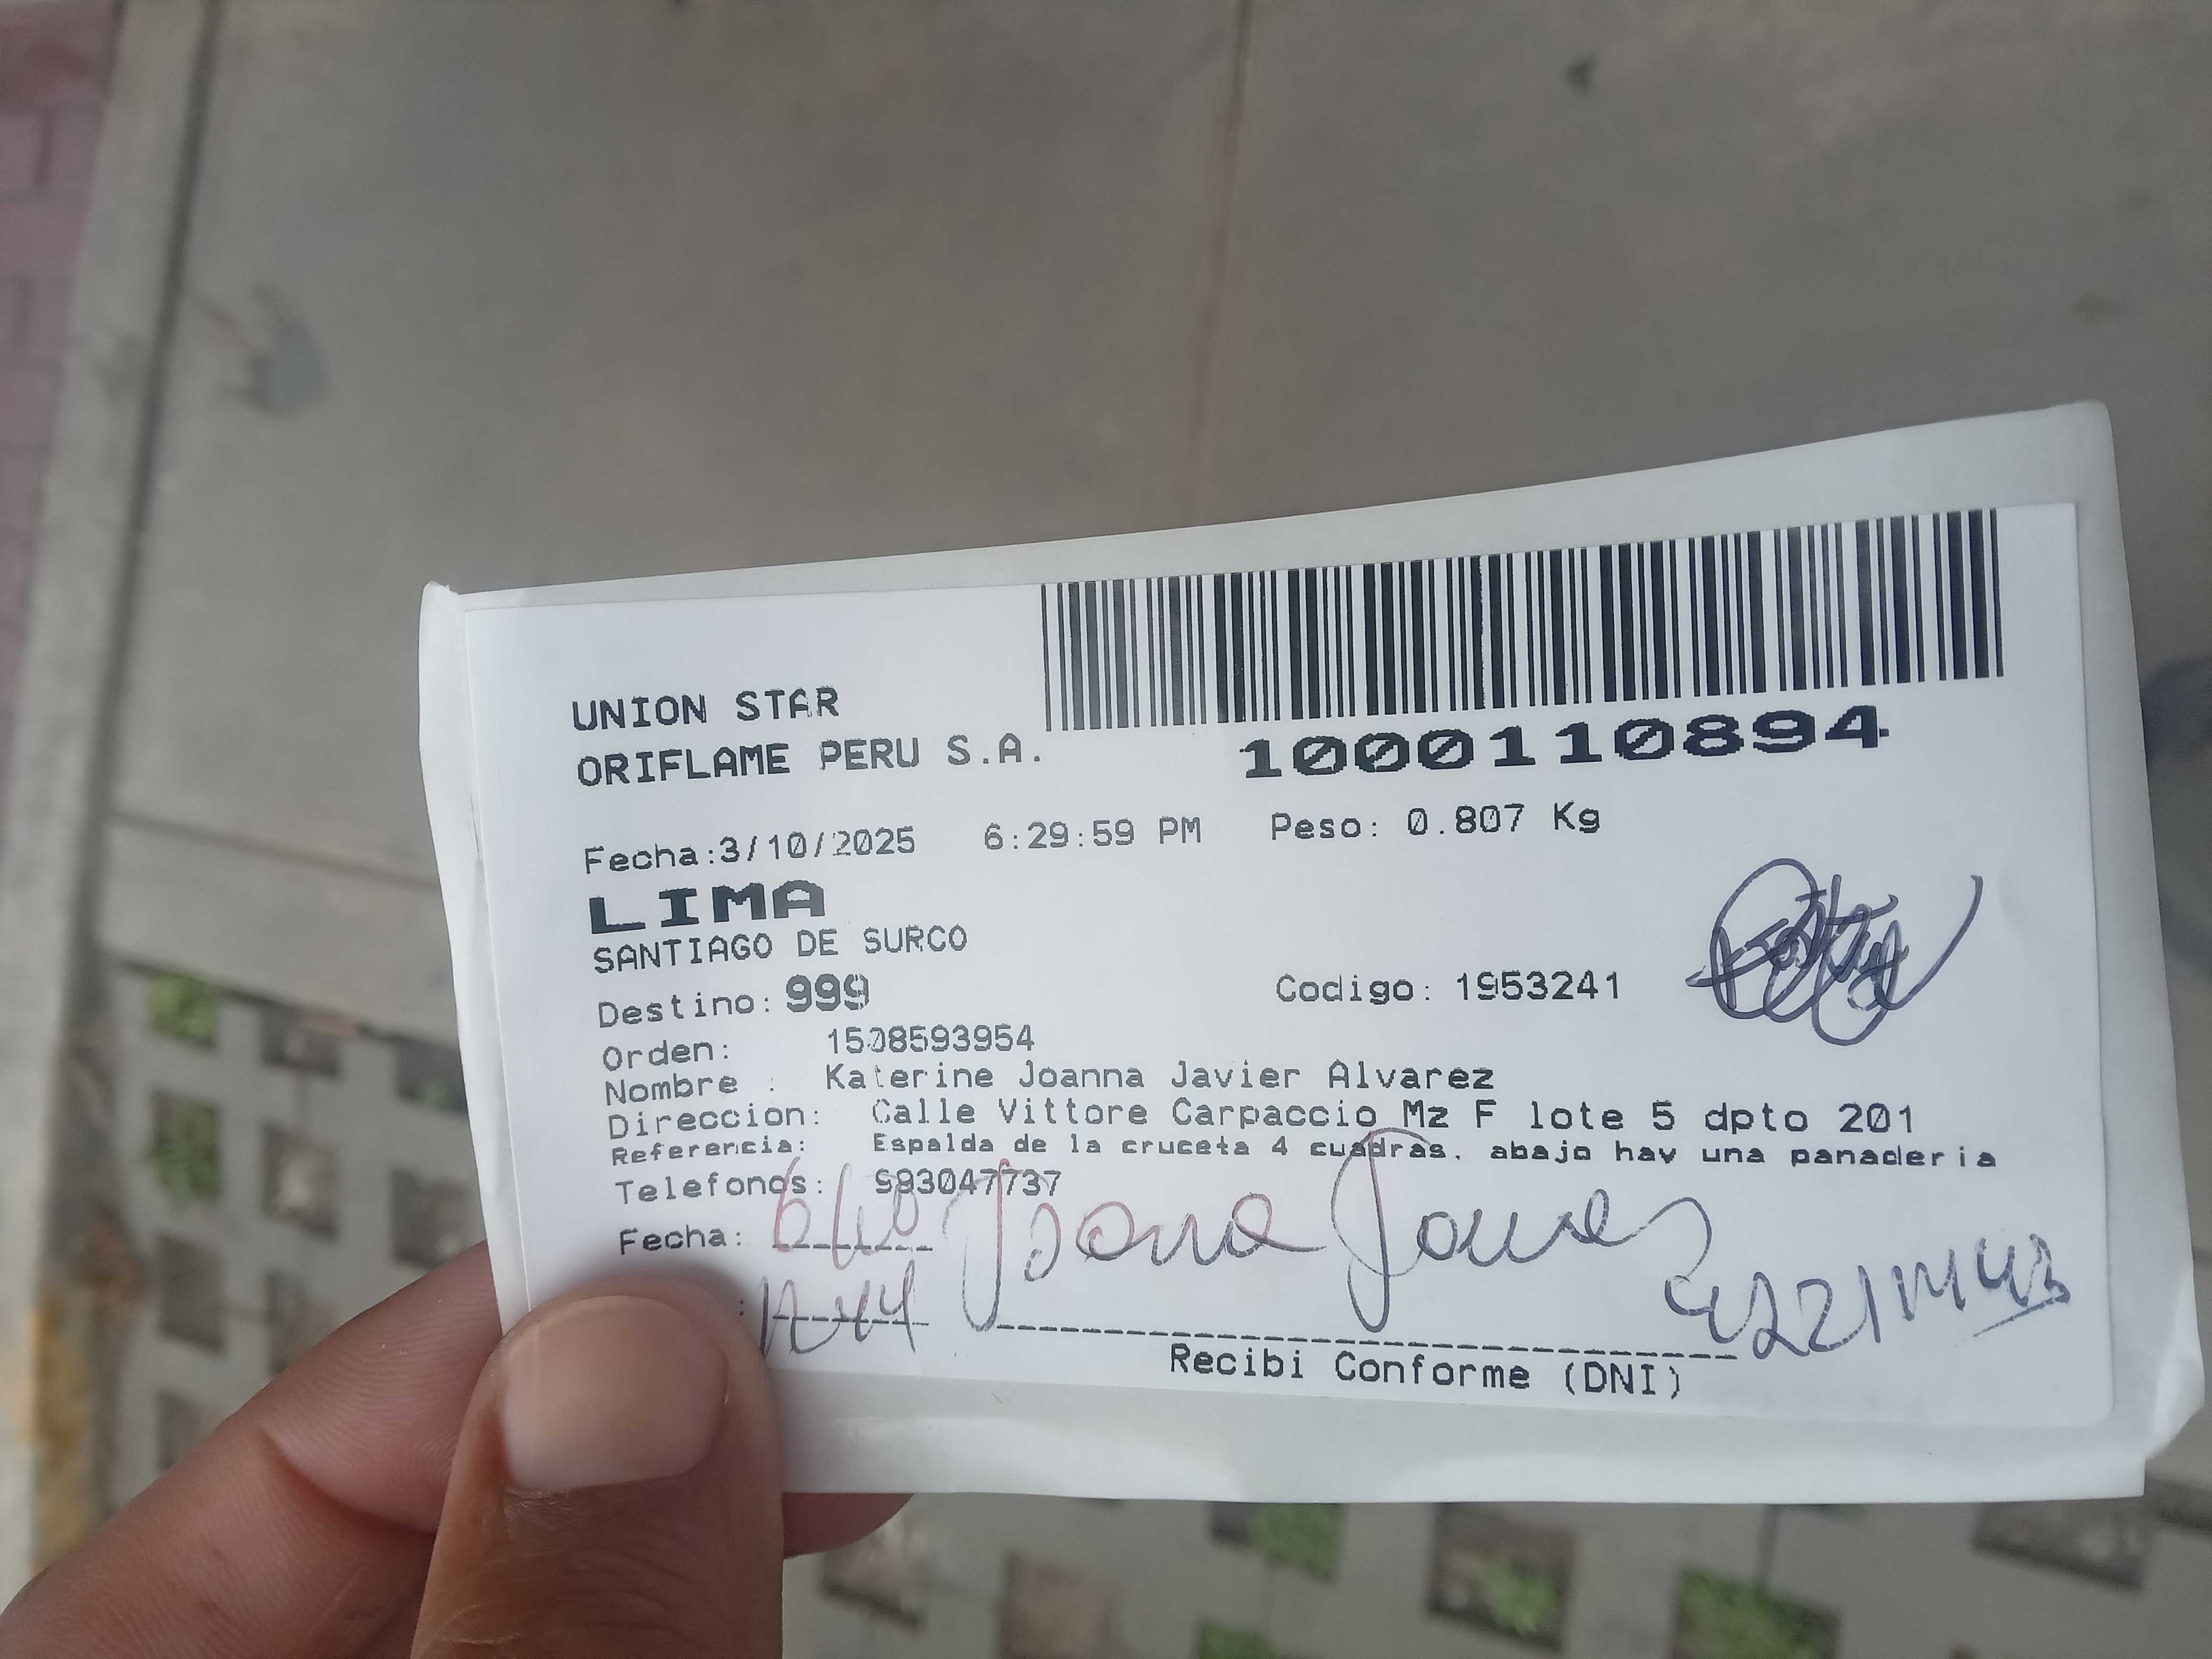 UNION STAR
ORIFLAME PERU S.A.
1000110894
Fecha:3/10/2025 6:29:59 PM Peso: 0.807 Kg
LIMA
SANTIAGO DE SURCO
Destino: 999 Codigo: 1953241
Orden: 1508593954
Nombre : Katerine Joanna Javier Alvarez
Direccion: Calle Vittore Carpaccio Mz F lote 5 dpto 201
Referencia: Espalda de la cruceta 4 cuadras, abajo hay una panaderia
Telefonos: 993047737
Fecha: 6/10 Joana
Recibi Conforme (DNI)